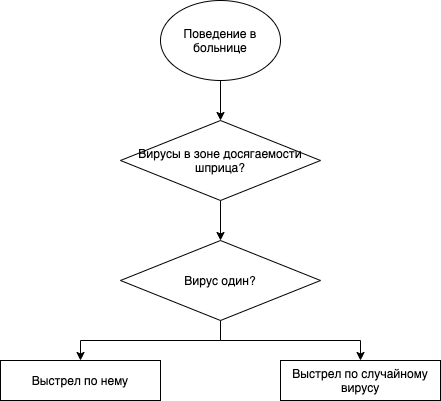 Поведение в
больнице
Вирусы в зоне досягаемости
шприца?
Вирус один?
Выстрел по нему
Выстрел по случайному
вирусу